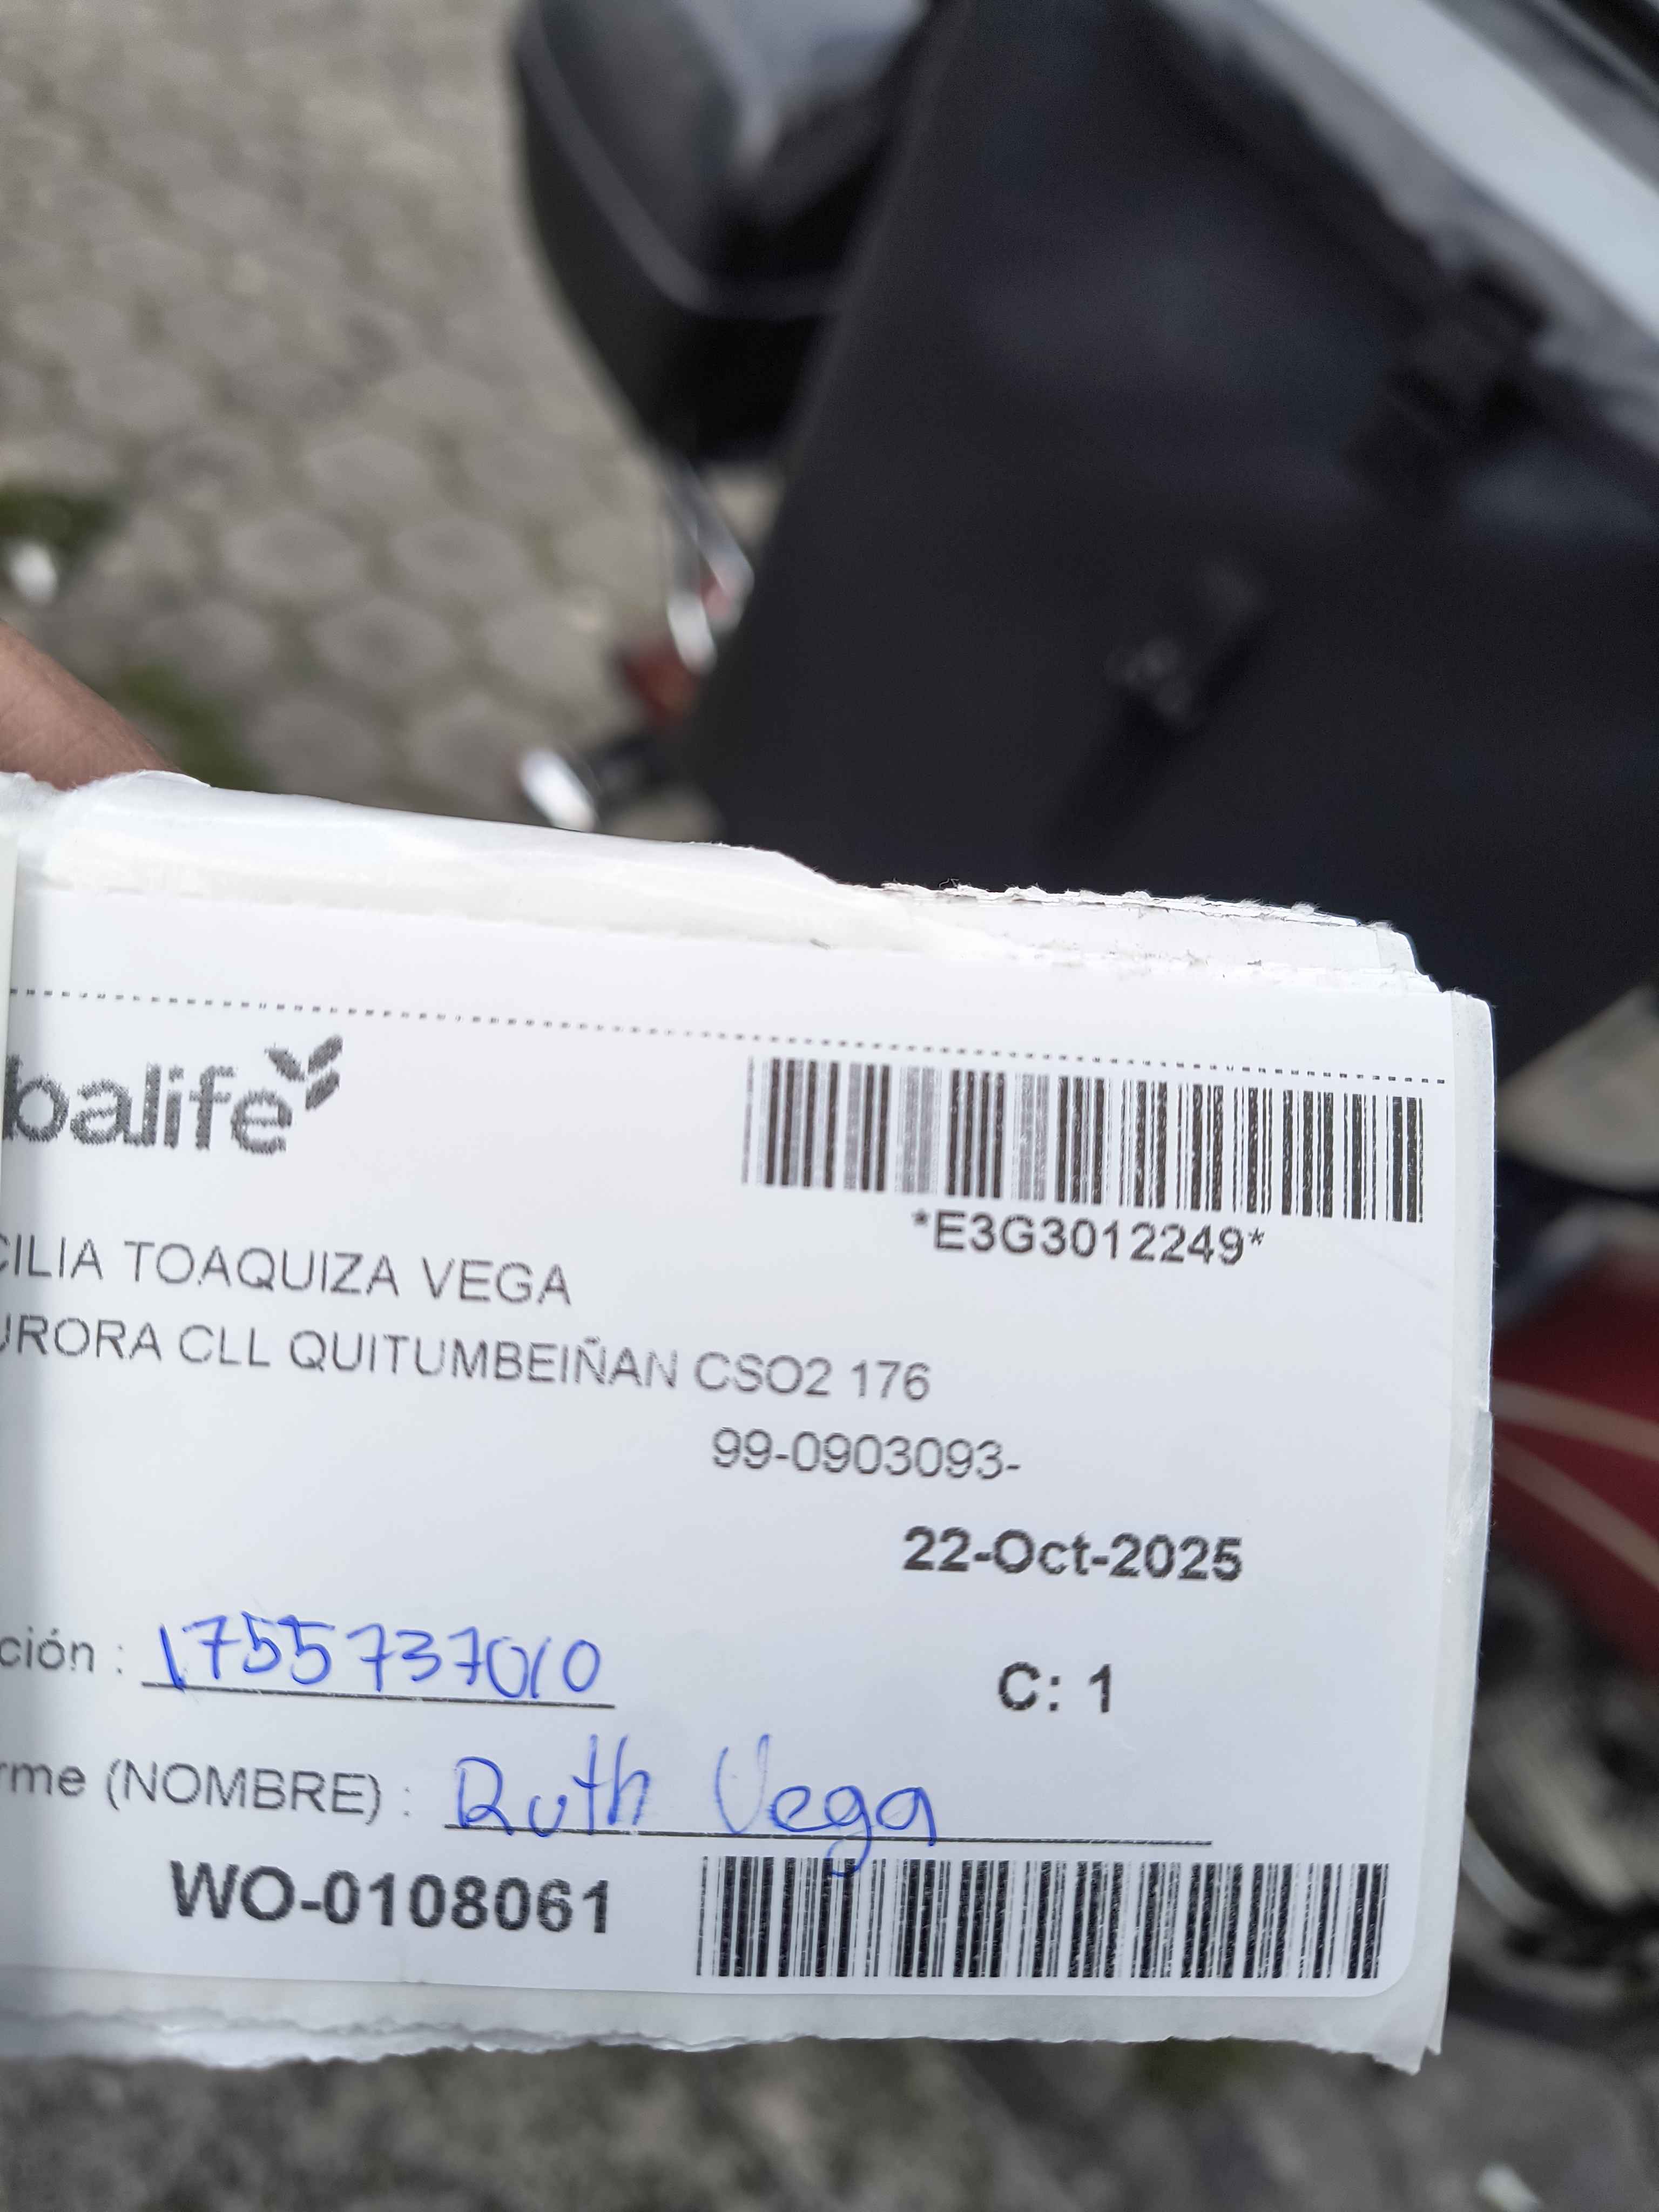 balife
*E3G3012249*
CILIA TOAQUIZA VEGA
URORA CLL QUITUMBEIÑAN CSO2 176
99-0903093-
22-Oct-2025
ción : 1755737010
C: 1
rme (NOMBRE) : Ruth Vega
WO-0108061